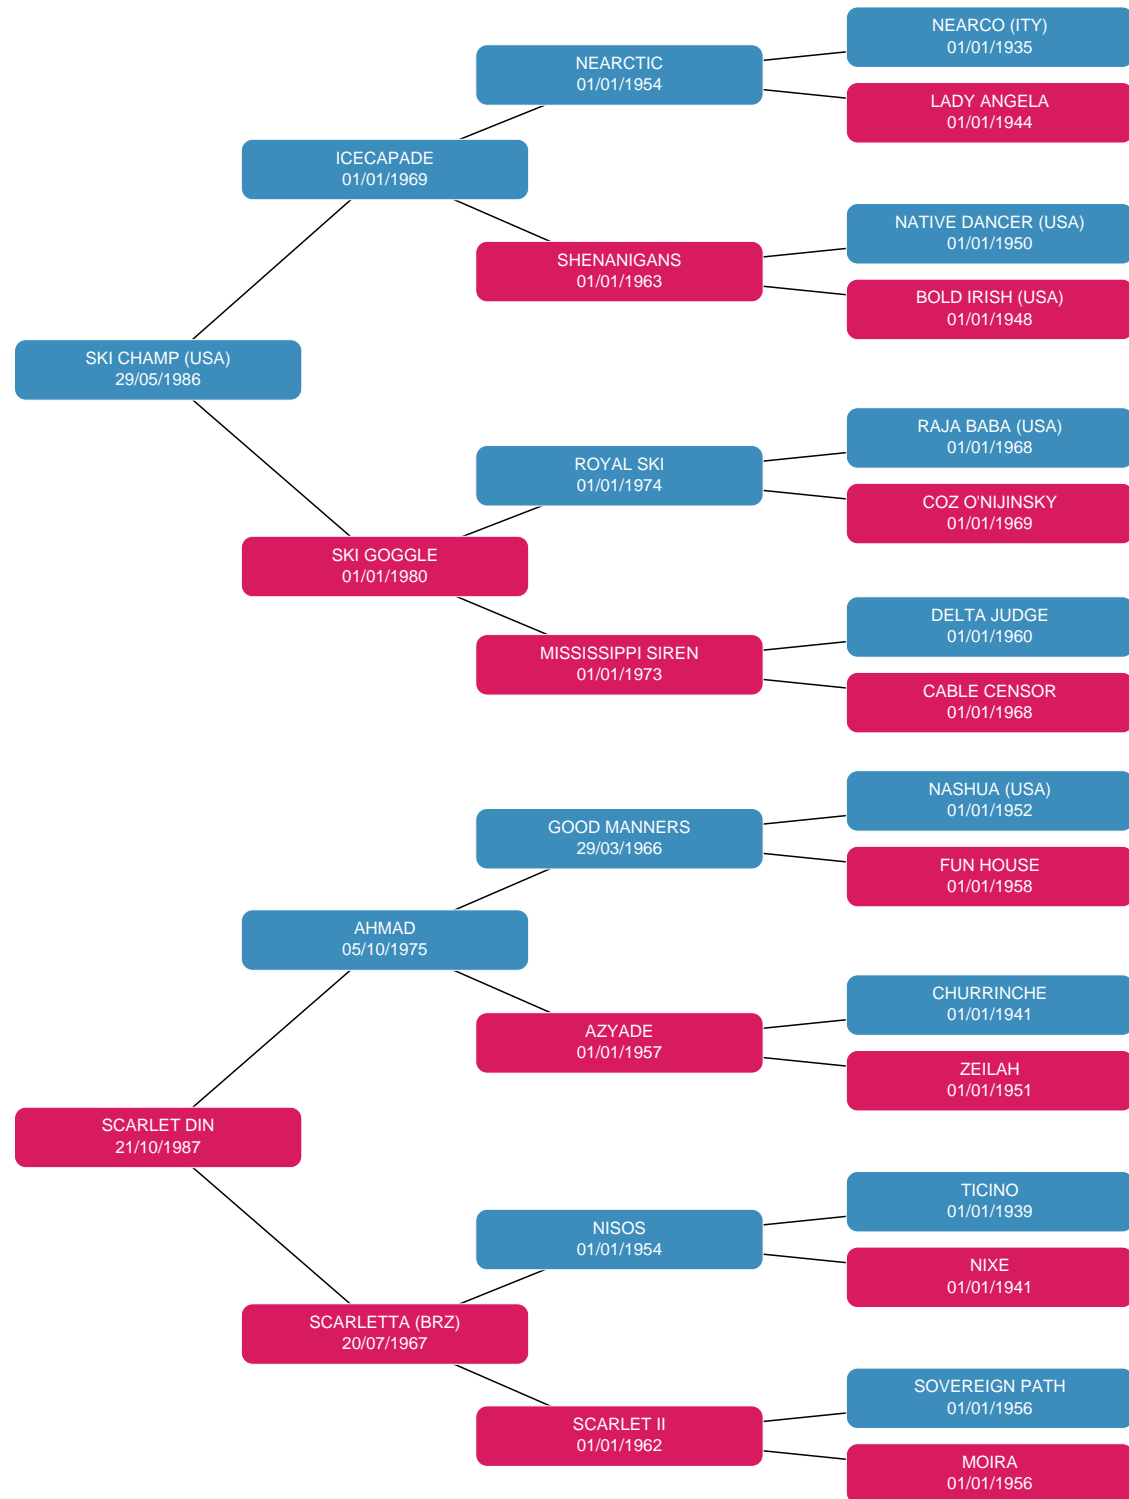 NEARCO (ITY)
01/01/1935
NEARCTIC
01/01/1954
LADY ANGELA
01/01/1944
ICECAPADE
01/01/1969
NATIVE DANCER (USA)
01/01/1950
SHENANIGANS
01/01/1963
BOLD IRISH (USA)
01/01/1948
SKI CHAMP (USA)
29/05/1986
RAJA BABA (USA)
01/01/1968
ROYAL SKI
01/01/1974
COZ O'NIJINSKY
01/01/1969
SKI GOGGLE
01/01/1980
DELTA JUDGE
01/01/1960
MISSISSIPPI SIREN
01/01/1973
CABLE CENSOR
01/01/1968
NASHUA (USA)
01/01/1952
GOOD MANNERS
29/03/1966
FUN HOUSE
01/01/1958
AHMAD
05/10/1975
CHURRINCHE
01/01/1941
AZYADE
01/01/1957
ZEILAH
01/01/1951
SCARLET DIN
21/10/1987
TICINO
01/01/1939
NISOS
01/01/1954
NIXE
01/01/1941
SCARLETTA (BRZ)
20/07/1967
SOVEREIGN PATH
01/01/1956
SCARLET II
01/01/1962
MOIRA
01/01/1956